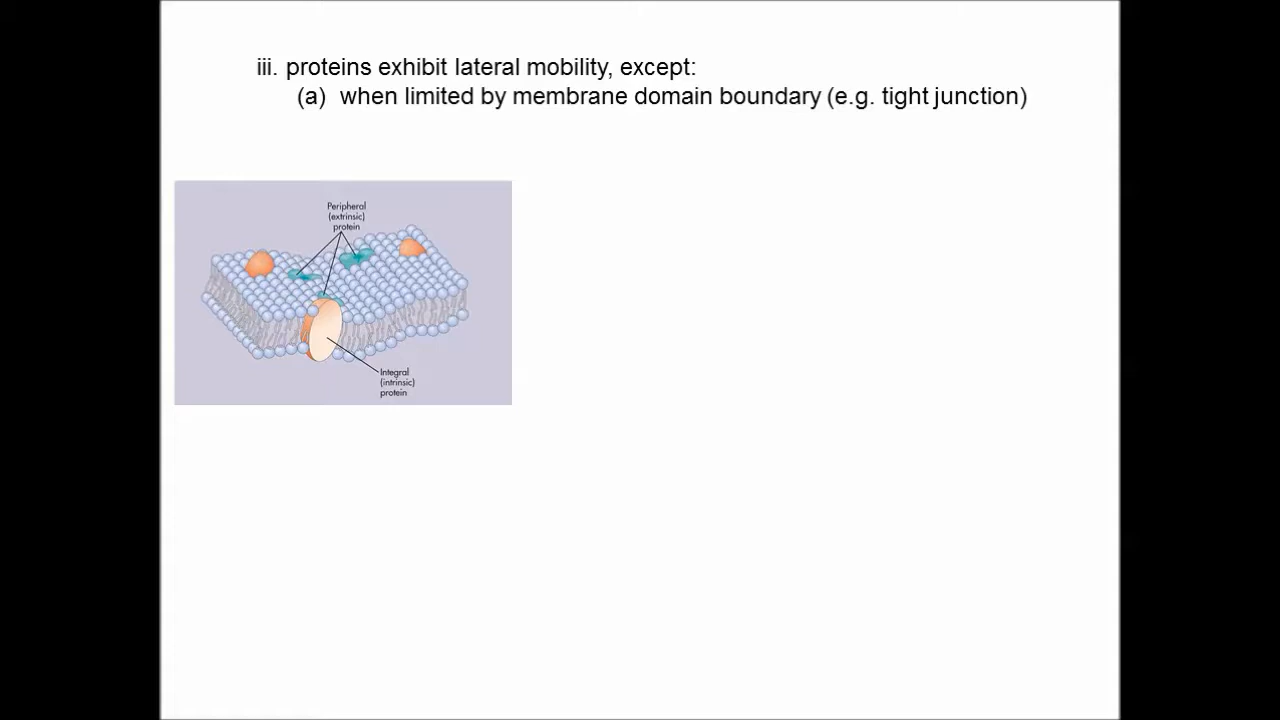 iii. proteins exhibit lateral mobility, except:
(a) when limited by membrane domain boundary (e.g. tight junction)
Peripheral
(extrinsic)
protein
Integral
(intrinsic)
protein